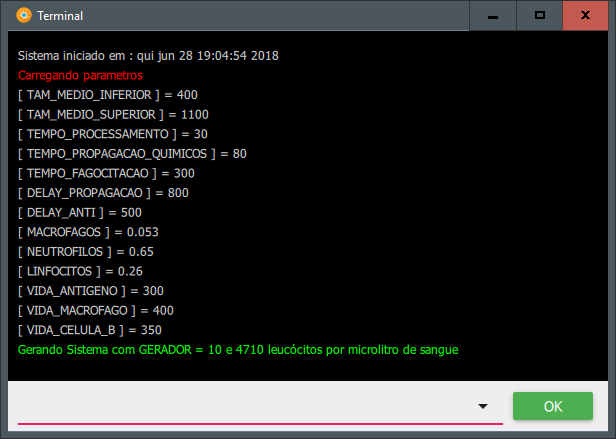 Terminal
Sistema iniciado em : qui jun 28 19:04:54 2018
Carregando parametros
[ TAM_MEDIO_INFERIOR ] = 400
[ TAM_MEDIO_SUPERIOR ] = 1100
[ TEMPO_PROCESSAMENTO ] = 30
[ TEMPO_PROPAGACAO_QUIMICOS ] = 80
[ TEMPO_FAGOCITACAO ] = 300
[ DELAY_PROPAGACAO ] = 800
[ DELAY_ANTI ] = 500
[ MACROFAGOS ] = 0.053
[ NEUTROFILOS ] = 0.65
[ LINFOCITOS ] = 0.26
[ VIDA_ANTIGENO ] = 300
[ VIDA_MACROFAGO ] = 400
[ VIDA_CELULA_B ] = 350
Gerando Sistema com GERADOR = 10 e 4710 leucócitos por microlitro de sangue
OK